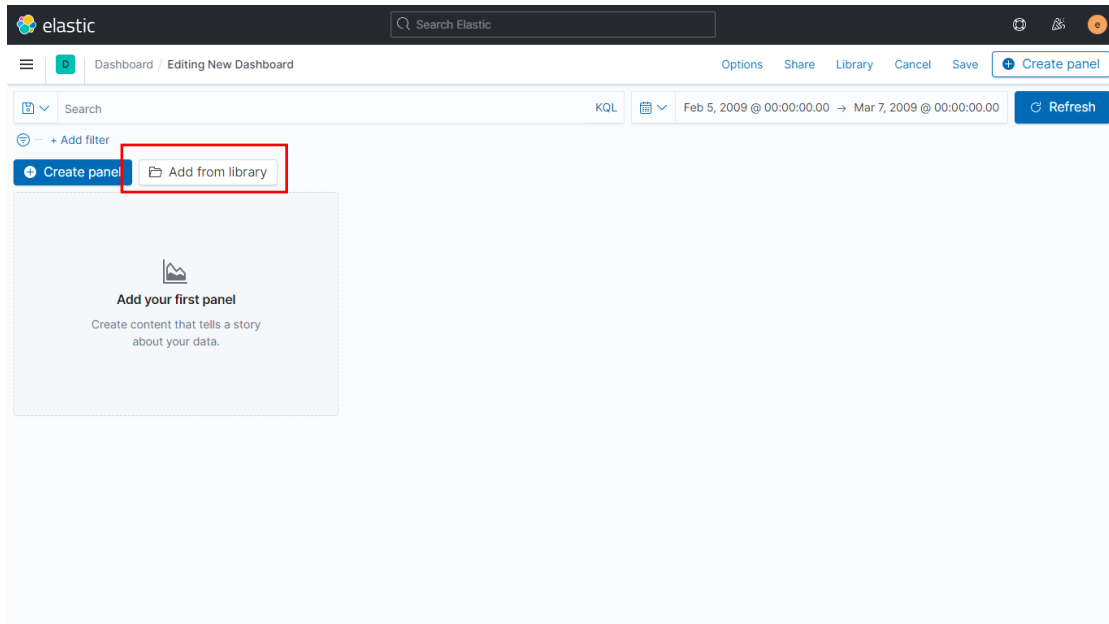 elastic
Search Elastic
e
D
Dashboard / Editing New Dashboard
Options
Share
Library
Cancel
Save
Create panel
Search
KQL
Feb 5, 2009 @ 00:00:00.00 → Mar 7, 2009 @ 00:00:00.00
Refresh
+ Add filter
Create panel
Add from library
Add your first panel
Create content that tells a story
about your data.